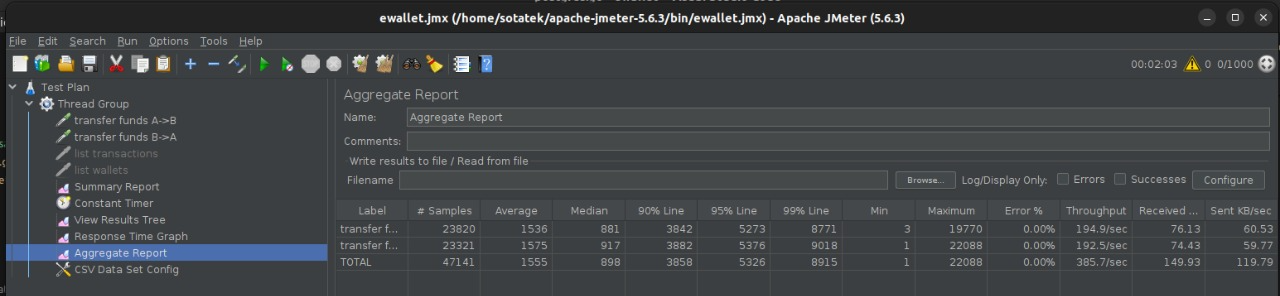 ewallet.jmx (/home/sotatek/apache-jmeter-5.6.3/bin/ewallet.jmx) - Apache JMeter (5.6.3)
File Edit Search Run Options Tools Help
00:02:03 0 0/1000
Test Plan
Thread Group
transfer funds A->B
transfer funds B->A
list transactions
list wallets
Summary Report
Constant Timer
View Results Tree
Response Time Graph
Aggregate Report
CSV Data Set Config
Aggregate Report
Name: Aggregate Report
Comments:
Write results to file / Read from file
Filename Browse... Log/Display Only: Errors Successes Configure
Label # Samples Average Median 90% Line 95% Line 99% Line Min Maximum Error % Throughput Received ... Sent KB/sec
transfer f... 23820 1536 881 3842 5273 8771 3 19770 0.00% 194.9/sec 76.13 60.53
transfer f... 23321 1575 917 3882 5376 9018 1 22088 0.00% 192.5/sec 74.43 59.77
TOTAL 47141 1555 898 3858 5326 8915 1 22088 0.00% 385.7/sec 149.93 119.79